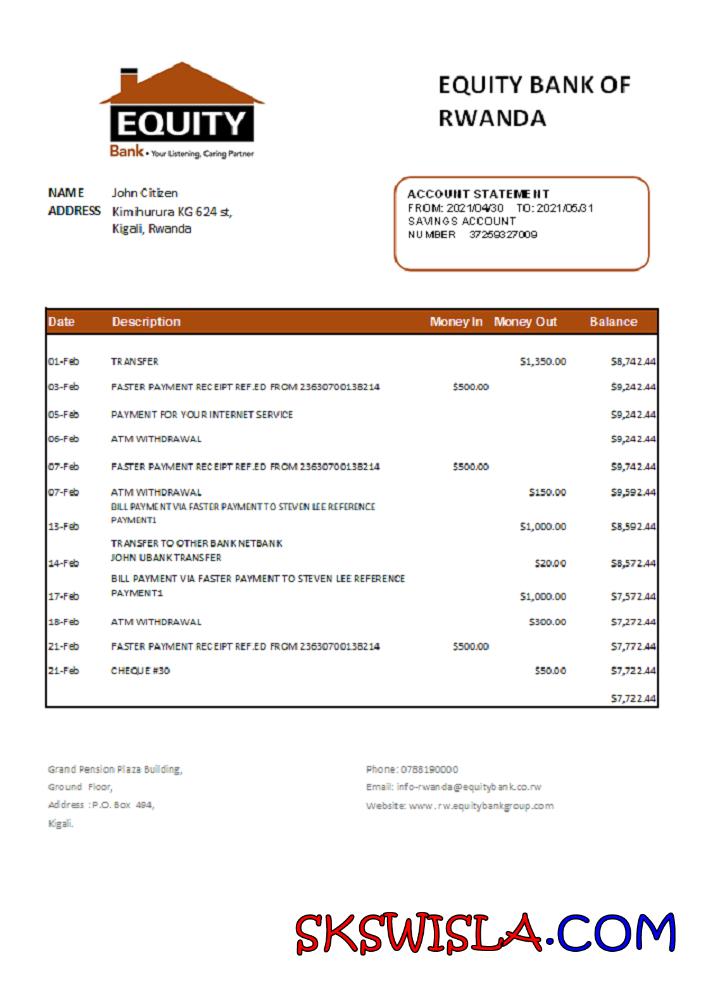 EQUITY
Bank • Your Listening, Caring Partner
EQUITY BANK OF
RWANDA
NAME John Citizen
ADDRESS Kimihurura KG 624 st,
Kigali, Rwanda
ACCOUNT STATEMENT
FROM: 2021/04/30 TO: 2021/05/31
SAVINGS ACCOUNT
NUMBER 37259327009
Date Description Money In Money Out Balance
01-Feb TRANSFER $1,350.00 $8,742.44
03-Feb FASTER PAYMENT RECEIPT REF.ED FROM 23630700138214 $500.00 $9,242.44
05-Feb PAYMENT FOR YOUR INTERNET SERVICE $9,242.44
06-Feb ATM WITHDRAWAL $9,242.44
07-Feb FASTER PAYMENT RECEIPT REF.ED FROM 23630700138214 $500.00 $9,742.44
07-Feb ATM WITHDRAWAL $150.00 $9,592.44
BILL PAYMENT VIA FASTER PAYMENT TO STEVEN LEE REFERENCE
PAYMENT1
13-Feb $1,000.00 $8,592.44
TRANSFER TO OTHER BANK NETBANK
JOHN UBANK TRANSFER
14-Feb $20.00 $8,572.44
BILL PAYMENT VIA FASTER PAYMENT TO STEVEN LEE REFERENCE
PAYMENT1
17-Feb $1,000.00 $7,572.44
18-Feb ATM WITHDRAWAL $300.00 $7,272.44
21-Feb FASTER PAYMENT RECEIPT REF.ED FROM 23630700138214 $500.00 $7,772.44
21-Feb CHEQUE #30 $50.00 $7,722.44
$7,722.44
Grand Pension Plaza Building,
Ground Floor,
Address : P.O. Box 494,
Kigali.
Phone: 0788190000
Email: info-rwanda@equitybank.co.rw
Website: www.rw.equitybankgroup.com
SKSWISLA.COM